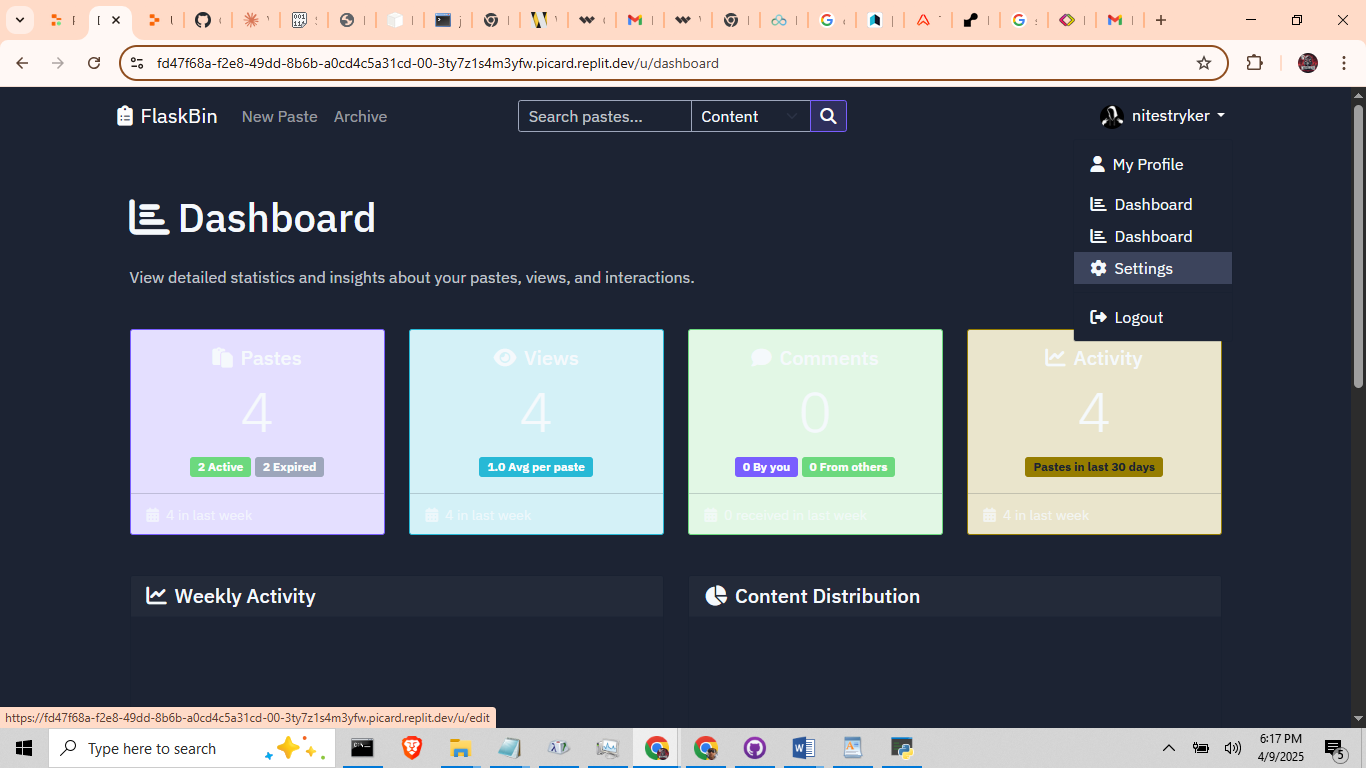 fd47f68a-f2e8-49dd-8b6b-a0cd4c5a31cd-00-3ty7z1s4m3yfw.picard.replit.dev/u/dashboard
FlaskBin New Paste Archive Search pastes... Content nitestryker
My Profile
Dashboard
Dashboard
Settings
Logout
Dashboard
View detailed statistics and insights about your pastes, views, and interactions.
Pastes
4
2 Active 2 Expired
4 in last week
Views
4
1.0 Avg per paste
4 in last week
Comments
0
0 By you 0 From others
0 received in last week
Activity
4
Pastes in last 30 days
4 in last week
Weekly Activity
Content Distribution
https://fd47f68a-f2e8-49dd-8b6b-a0cd4c5a31cd-00-3ty7z1s4m3yfw.picard.replit.dev/u/edit
Type here to search
6:17 PM
4/9/2025
5